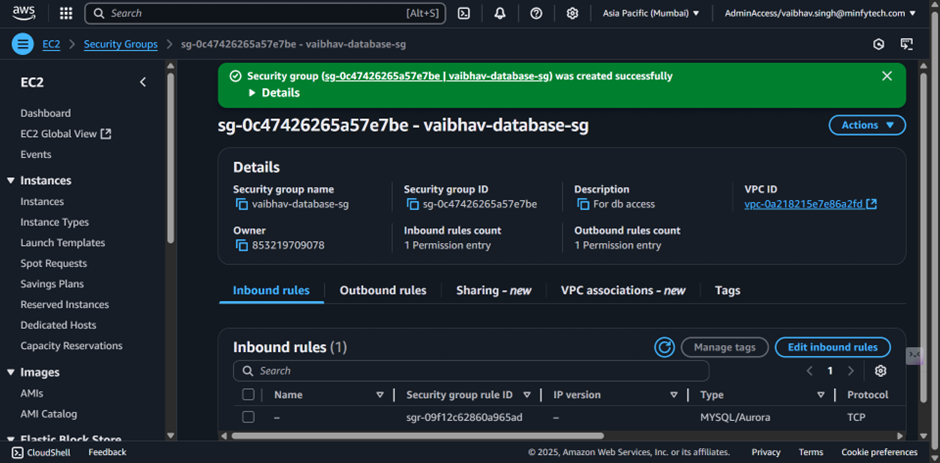 aws Search [Alt+S] Asia Pacific (Mumbai) AdminAccess/vaibhav.singh@minfytech.com
EC2 Security Groups sg-0c47426265a57e7be - vaibhav-database-sg
EC2
Dashboard
EC2 Global View
Events
Instances
Instances
Instance Types
Launch Templates
Spot Requests
Savings Plans
Reserved Instances
Dedicated Hosts
Capacity Reservations
Images
AMIs
AMI Catalog
Elastic Block Store
Security group (sg-0c47426265a57e7be | vaibhav-database-sg) was created successfully
Details
sg-0c47426265a57e7be - vaibhav-database-sg Actions
Details
Security group name Security group ID Description VPC ID
vaibhav-database-sg sg-0c47426265a57e7be For db access vpc-0a218215e7e86a2fd
Owner Inbound rules count Outbound rules count
853219709078 1 Permission entry 1 Permission entry
Inbound rules Outbound rules Sharing - new VPC associations - new Tags
Inbound rules (1) Manage tags Edit inbound rules
Search 1
Name Security group rule ID IP version Type Protocol
– sgr-09f12c62860a965ad – MYSQL/Aurora TCP
CloudShell Feedback © 2025, Amazon Web Services, Inc. or its affiliates. Privacy Terms Cookie preferences